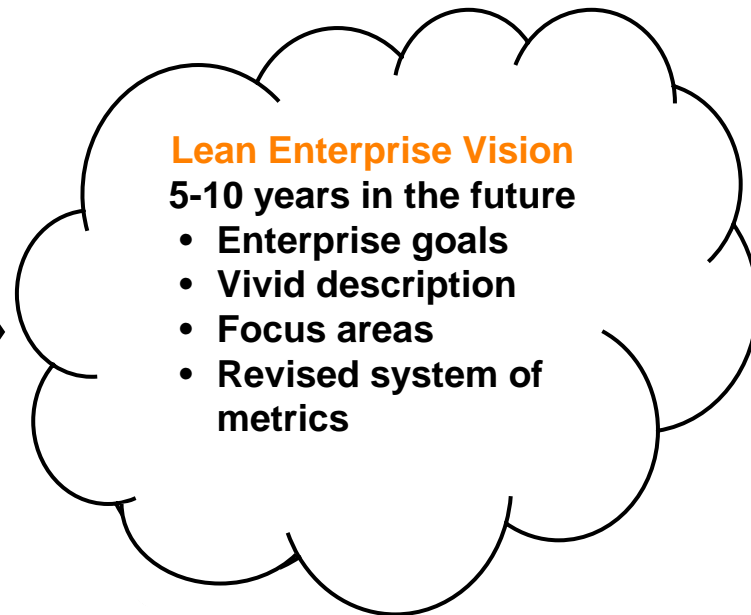 Lean Enterprise Vision
5-10 years in the future
• Enterprise goals
• Vivid description
• Focus areas
• Revised system of
metrics